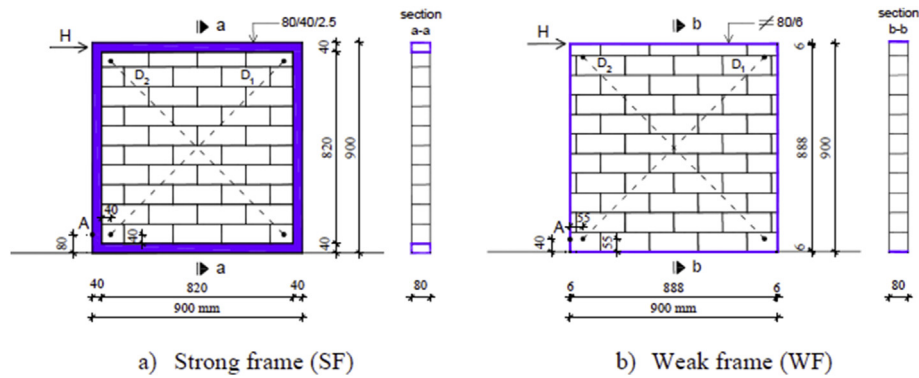 a
80/40/2.5
section
a-a
H
40
D2
D1
820
900
A
40
80
40
40
a
40
820
40
80
900 mm
a) Strong frame (SF)
b
≠ 80/6
section
b-b
H
6
D2
D1
888
900
A
55
40
55
6
b
6
888
6
80
900 mm
b) Weak frame (WF)